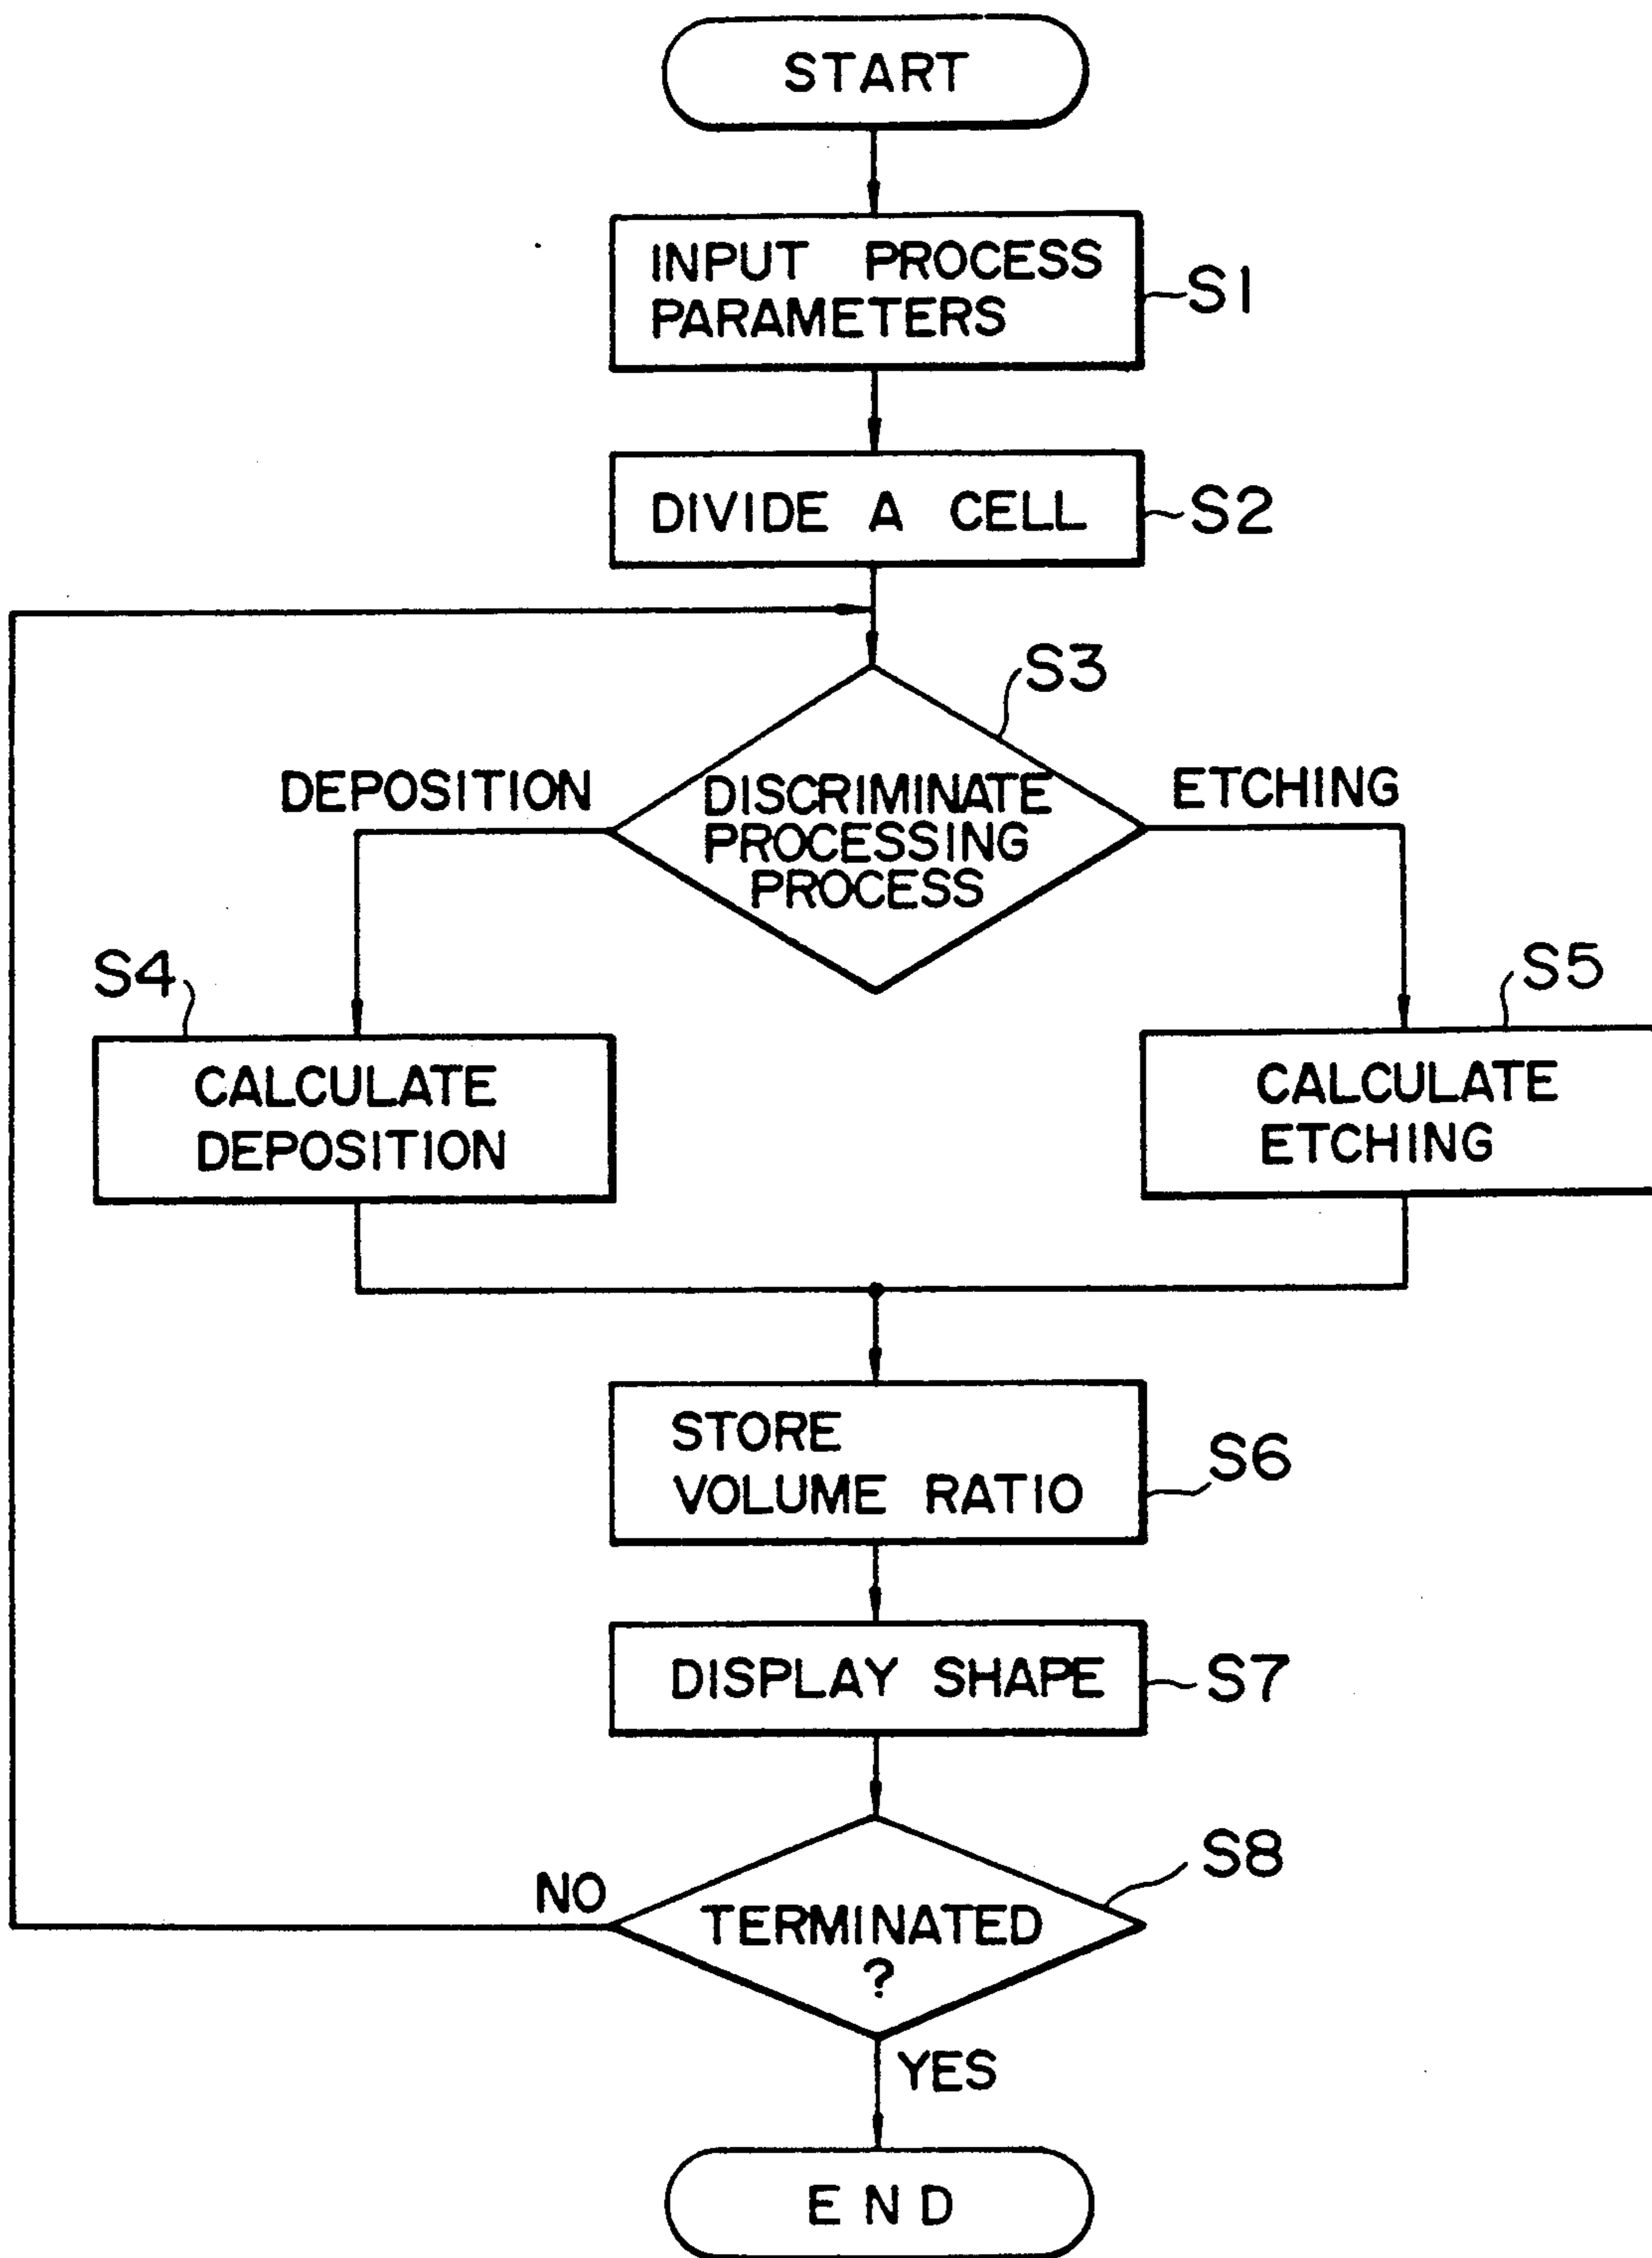 START
INPUT PROCESS
PARAMETERS
S1
DIVIDE A CELL
S2
S3
DEPOSITION
DISCRIMINATE
PROCESSING
PROCESS
ETCHING
S4
CALCULATE
DEPOSITION
S5
CALCULATE
ETCHING
STORE
VOLUME RATIO
S6
DISPLAY SHAPE
S7
S8
NO
TERMINATED
?
YES
END